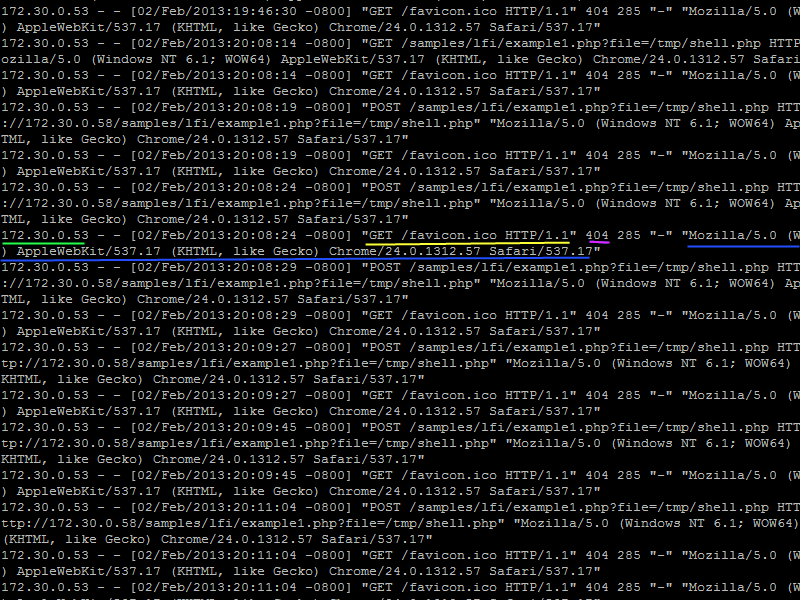 172.30.0.53 - - [02/Feb/2013:19:46:30 -0800] "GET /favicon.ico HTTP/1.1" 404 285 "-" "Mozilla/5.0 (W
) AppleWebKit/537.17 (KHTML, like Gecko) Chrome/24.0.1312.57 Safari/537.17"
172.30.0.53 - - [02/Feb/2013:20:08:14 -0800] "GET /samples/lfi/example1.php?file=/tmp/shell.php HTTP
ozilla/5.0 (Windows NT 6.1; WOW64) AppleWebKit/537.17 (KHTML, like Gecko) Chrome/24.0.1312.57 Safari
172.30.0.53 - - [02/Feb/2013:20:08:14 -0800] "GET /favicon.ico HTTP/1.1" 404 285 "-" "Mozilla/5.0 (W
) AppleWebKit/537.17 (KHTML, like Gecko) Chrome/24.0.1312.57 Safari/537.17"
172.30.0.53 - - [02/Feb/2013:20:08:19 -0800] "POST /samples/lfi/example1.php?file=/tmp/shell.php HTT
://172.30.0.58/samples/lfi/example1.php?file=/tmp/shell.php" "Mozilla/5.0 (Windows NT 6.1; WOW64) Ap
TML, like Gecko) Chrome/24.0.1312.57 Safari/537.17"
172.30.0.53 - - [02/Feb/2013:20:08:19 -0800] "GET /favicon.ico HTTP/1.1" 404 285 "-" "Mozilla/5.0 (W
) AppleWebKit/537.17 (KHTML, like Gecko) Chrome/24.0.1312.57 Safari/537.17"
172.30.0.53 - - [02/Feb/2013:20:08:24 -0800] "POST /samples/lfi/example1.php?file=/tmp/shell.php HTT
://172.30.0.58/samples/lfi/example1.php?file=/tmp/shell.php" "Mozilla/5.0 (Windows NT 6.1; WOW64) Ap
TML, like Gecko) Chrome/24.0.1312.57 Safari/537.17"
172.30.0.53 - - [02/Feb/2013:20:08:24 -0800] "GET /favicon.ico HTTP/1.1" 404 285 "-" "Mozilla/5.0 (W
) AppleWebKit/537.17 (KHTML, like Gecko) Chrome/24.0.1312.57 Safari/537.17"
172.30.0.53 - - [02/Feb/2013:20:08:29 -0800] "POST /samples/lfi/example1.php?file=/tmp/shell.php HTT
://172.30.0.58/samples/lfi/example1.php?file=/tmp/shell.php" "Mozilla/5.0 (Windows NT 6.1; WOW64) Ap
TML, like Gecko) Chrome/24.0.1312.57 Safari/537.17"
172.30.0.53 - - [02/Feb/2013:20:08:29 -0800] "GET /favicon.ico HTTP/1.1" 404 285 "-" "Mozilla/5.0 (W
) AppleWebKit/537.17 (KHTML, like Gecko) Chrome/24.0.1312.57 Safari/537.17"
172.30.0.53 - - [02/Feb/2013:20:09:27 -0800] "POST /samples/lfi/example1.php?file=/tmp/shell.php HTT
tp://172.30.0.58/samples/lfi/example1.php?file=/tmp/shell.php" "Mozilla/5.0 (Windows NT 6.1; WOW64)
KHTML, like Gecko) Chrome/24.0.1312.57 Safari/537.17"
172.30.0.53 - - [02/Feb/2013:20:09:27 -0800] "GET /favicon.ico HTTP/1.1" 404 285 "-" "Mozilla/5.0 (W
) AppleWebKit/537.17 (KHTML, like Gecko) Chrome/24.0.1312.57 Safari/537.17"
172.30.0.53 - - [02/Feb/2013:20:09:45 -0800] "POST /samples/lfi/example1.php?file=/tmp/shell.php HTT
tp://172.30.0.58/samples/lfi/example1.php?file=/tmp/shell.php" "Mozilla/5.0 (Windows NT 6.1; WOW64)
KHTML, like Gecko) Chrome/24.0.1312.57 Safari/537.17"
172.30.0.53 - - [02/Feb/2013:20:09:45 -0800] "GET /favicon.ico HTTP/1.1" 404 285 "-" "Mozilla/5.0 (W
) AppleWebKit/537.17 (KHTML, like Gecko) Chrome/24.0.1312.57 Safari/537.17"
172.30.0.53 - - [02/Feb/2013:20:11:04 -0800] "POST /samples/lfi/example1.php?file=/tmp/shell.php HTT
ttp://172.30.0.58/samples/lfi/example1.php?file=/tmp/shell.php" "Mozilla/5.0 (Windows NT 6.1; WOW64)
(KHTML, like Gecko) Chrome/24.0.1312.57 Safari/537.17"
172.30.0.53 - - [02/Feb/2013:20:11:04 -0800] "GET /favicon.ico HTTP/1.1" 404 285 "-" "Mozilla/5.0 (W
) AppleWebKit/537.17 (KHTML, like Gecko) Chrome/24.0.1312.57 Safari/537.17"
172.30.0.53 - - [02/Feb/2013:20:11:04 -0800] "GET /favicon.ico HTTP/1.1" 404 285 "-" "Mozilla/5.0 (W